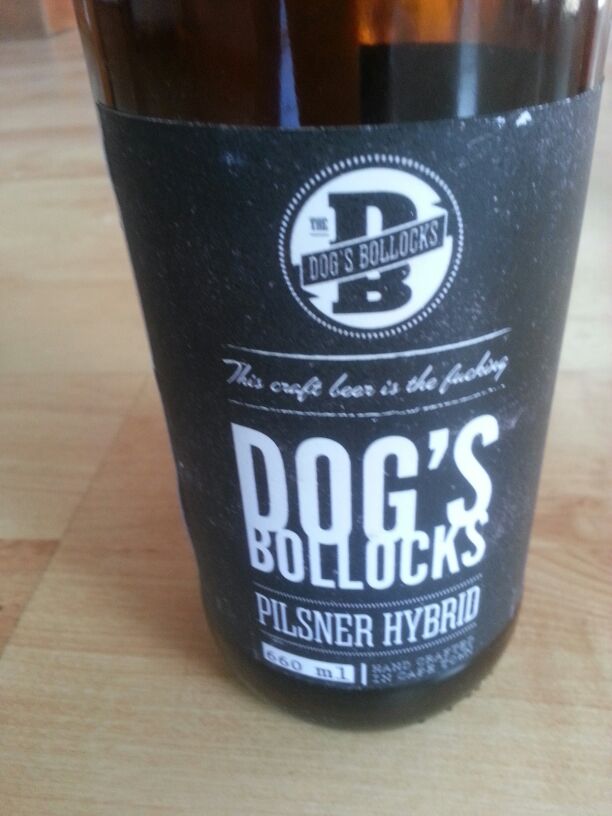 THE
D
DOG'S BOLLOCKS
B
This craft beer is the fucking
DOG'S
BOLLOCKS
PILSNER HYBRID
660 ml
HAND CRAFTED
IN CAPE TOWN